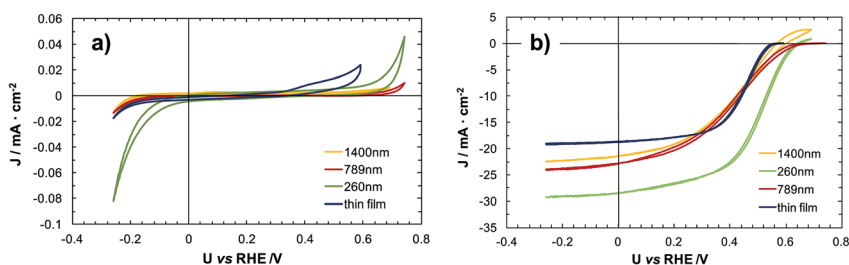 a)
0.06
0.04
0.02
0
-0.02
-0.04
-0.06
-0.08
-0.1
-0.4 -0.2 0 0.2 0.4 0.6 0.8
J / mA · cm-2
U vs RHE /V
1400nm
789nm
260nm
thin film
b)
5
0
-5
-10
-15
-20
-25
-30
-35
-0.4 -0.2 0 0.2 0.4 0.6 0.8
J / mA · cm-2
U vs RHE /V
1400nm
260nm
789nm
thin film